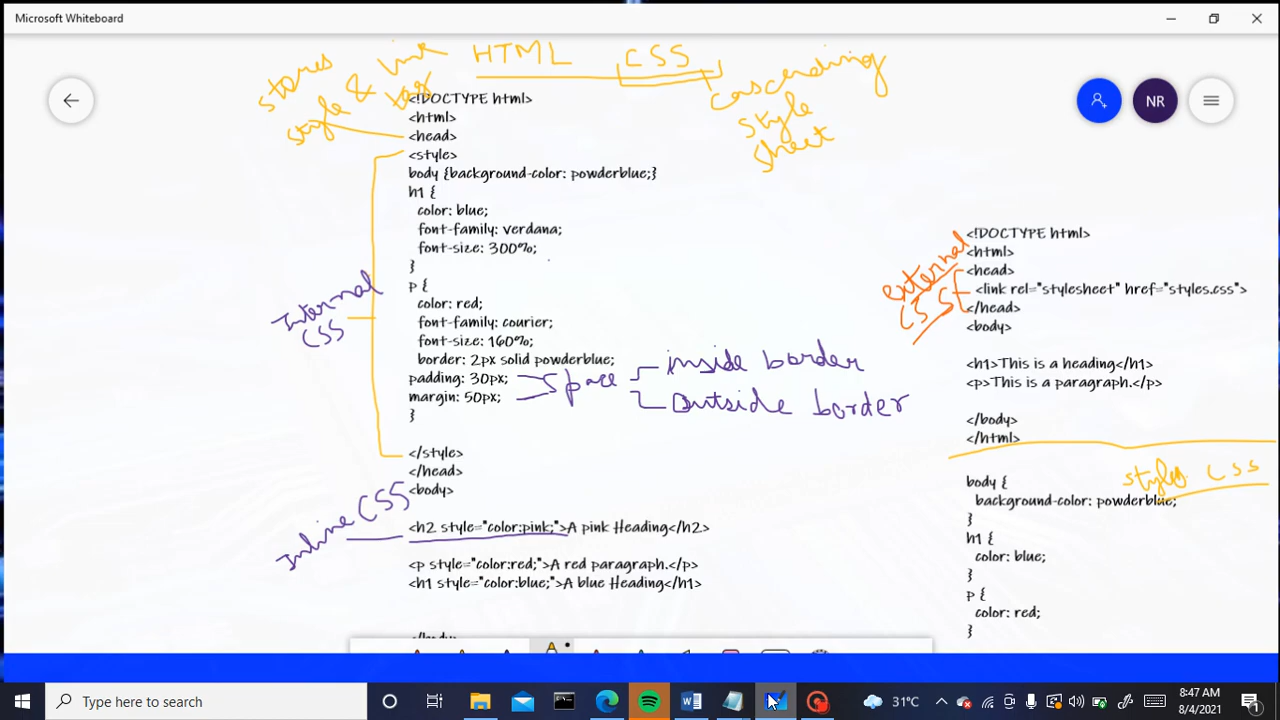 Microsoft Whiteboard
HTML CSS
stores
style & link
tag
cascading
style
sheet
NR
<!DOCTYPE html>
<html>
<head>
<style>
body {background-color: powderblue;}
h1 {
color: blue;
font-family: verdana;
font-size: 300%;
}
p {
color: red;
font-family: courier;
font-size: 160%;
border: 2px solid powderblue;
padding: 30px;
margin: 50px;
}
</style>
</head>
<body>
<h2 style="color:pink;">A pink Heading</h2>
<p style="color:red;">A red paragraph.</p>
<h1 style="color:blue;">A blue Heading</h1>
</body>
Internal
CSS
Inline CSS
space
inside border
outside border
external
CSS
<!DOCTYPE html>
<html>
<head>
<link rel="stylesheet" href="styles.css">
</head>
<body>
<h1>This is a heading</h1>
<p>This is a paragraph.</p>
</body>
</html>
styles CSS
body {
background-color: powderblue;
}
h1 {
color: blue;
}
p {
color: red;
}
Type here to search
31°C
8:47 AM
8/4/2021